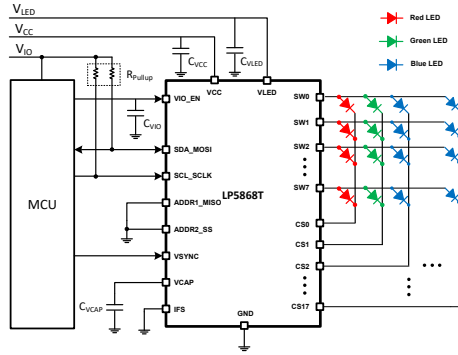 VLED
VCC
VIO
RPullup
CVCC
CVLED
Red LED
Green LED
Blue LED
VCC
VLED
VIO_EN
CVIO
SDA_MOSI
SCL_SCLK
ADDR1_MISO
ADDR2_SS
VSYNC
VCAP
CVCAP
IFS
MCU
LP5868T
GND
SW0
SW1
SW2
SW7
CS0
CS1
CS2
CS17